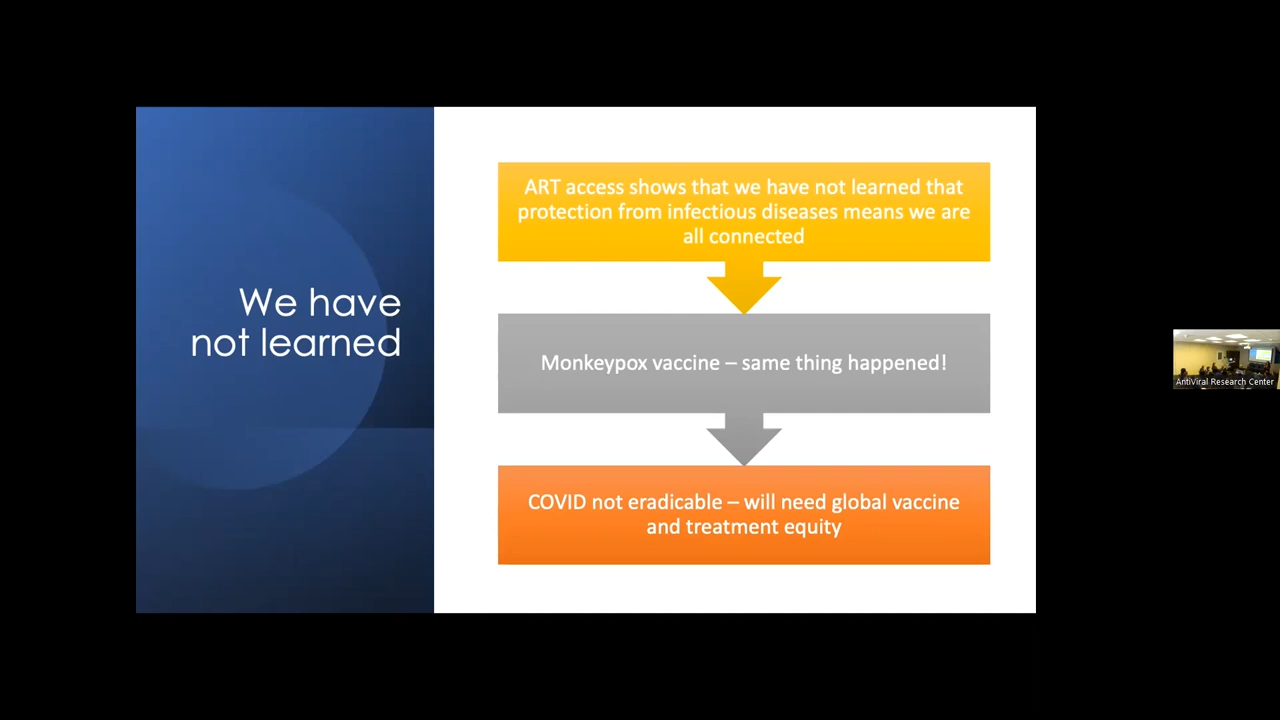 We have
not learned
ART access shows that we have not learned that
protection from infectious diseases means we are
all connected
Monkeypox vaccine – same thing happened!
COVID not eradicable – will need global vaccine
and treatment equity
AntiViral Research Center